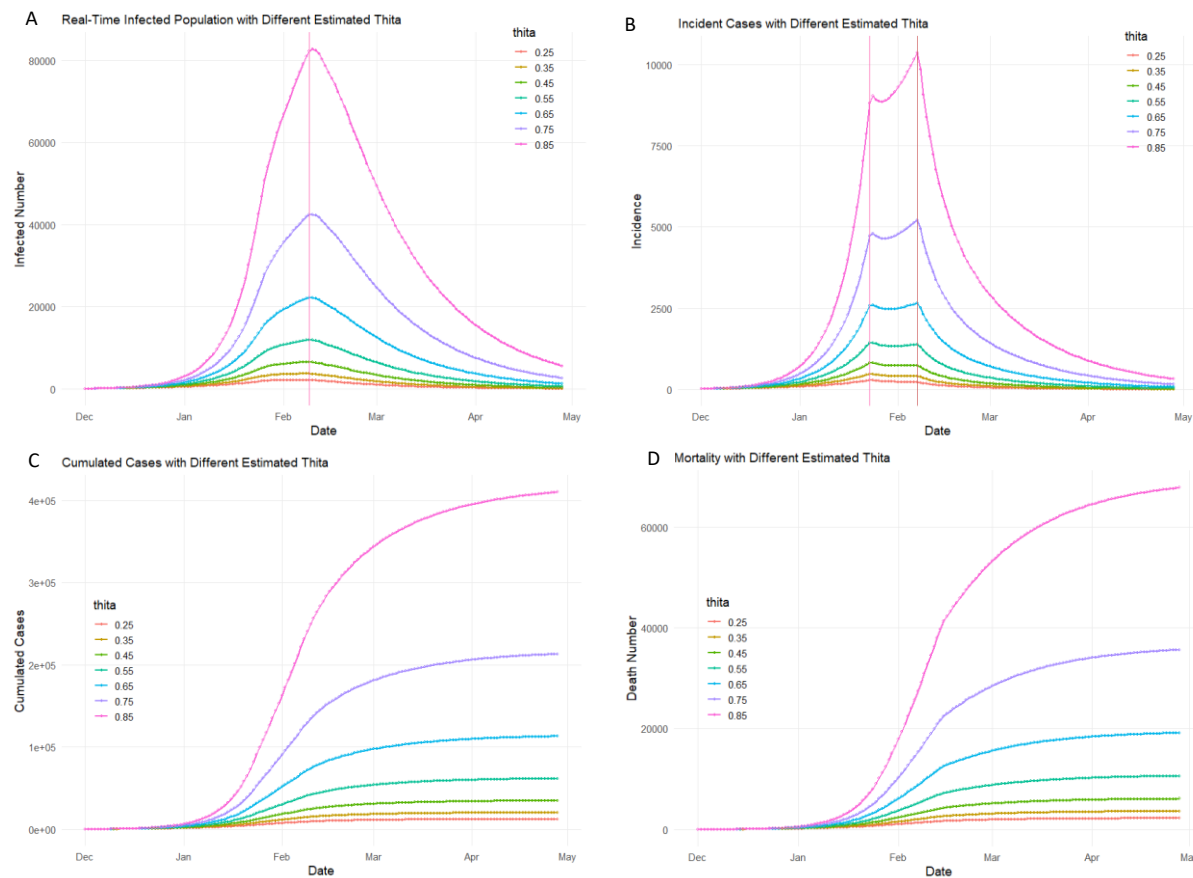 A
Real-Time Infected Population with Different Estimated Thita
Infected Number
80000
60000
40000
20000
0
Dec Jan Feb Mar Apr May
Date
thita
0.25
0.35
0.45
0.55
0.65
0.75
0.85
B
Incident Cases with Different Estimated Thita
Incidence
10000
7500
5000
2500
0
Dec Jan Feb Mar Apr May
Date
thita
0.25
0.35
0.45
0.55
0.65
0.75
0.85
C
Cumulated Cases with Different Estimated Thita
Cumulated Cases
4e+05
3e+05
2e+05
1e+05
0e+00
Dec Jan Feb Mar Apr May
Date
thita
0.25
0.35
0.45
0.55
0.65
0.75
0.85
D
Mortality with Different Estimated Thita
Death Number
60000
40000
20000
0
Dec Jan Feb Mar Apr Ma
Date
thita
0.25
0.35
0.45
0.55
0.65
0.75
0.85